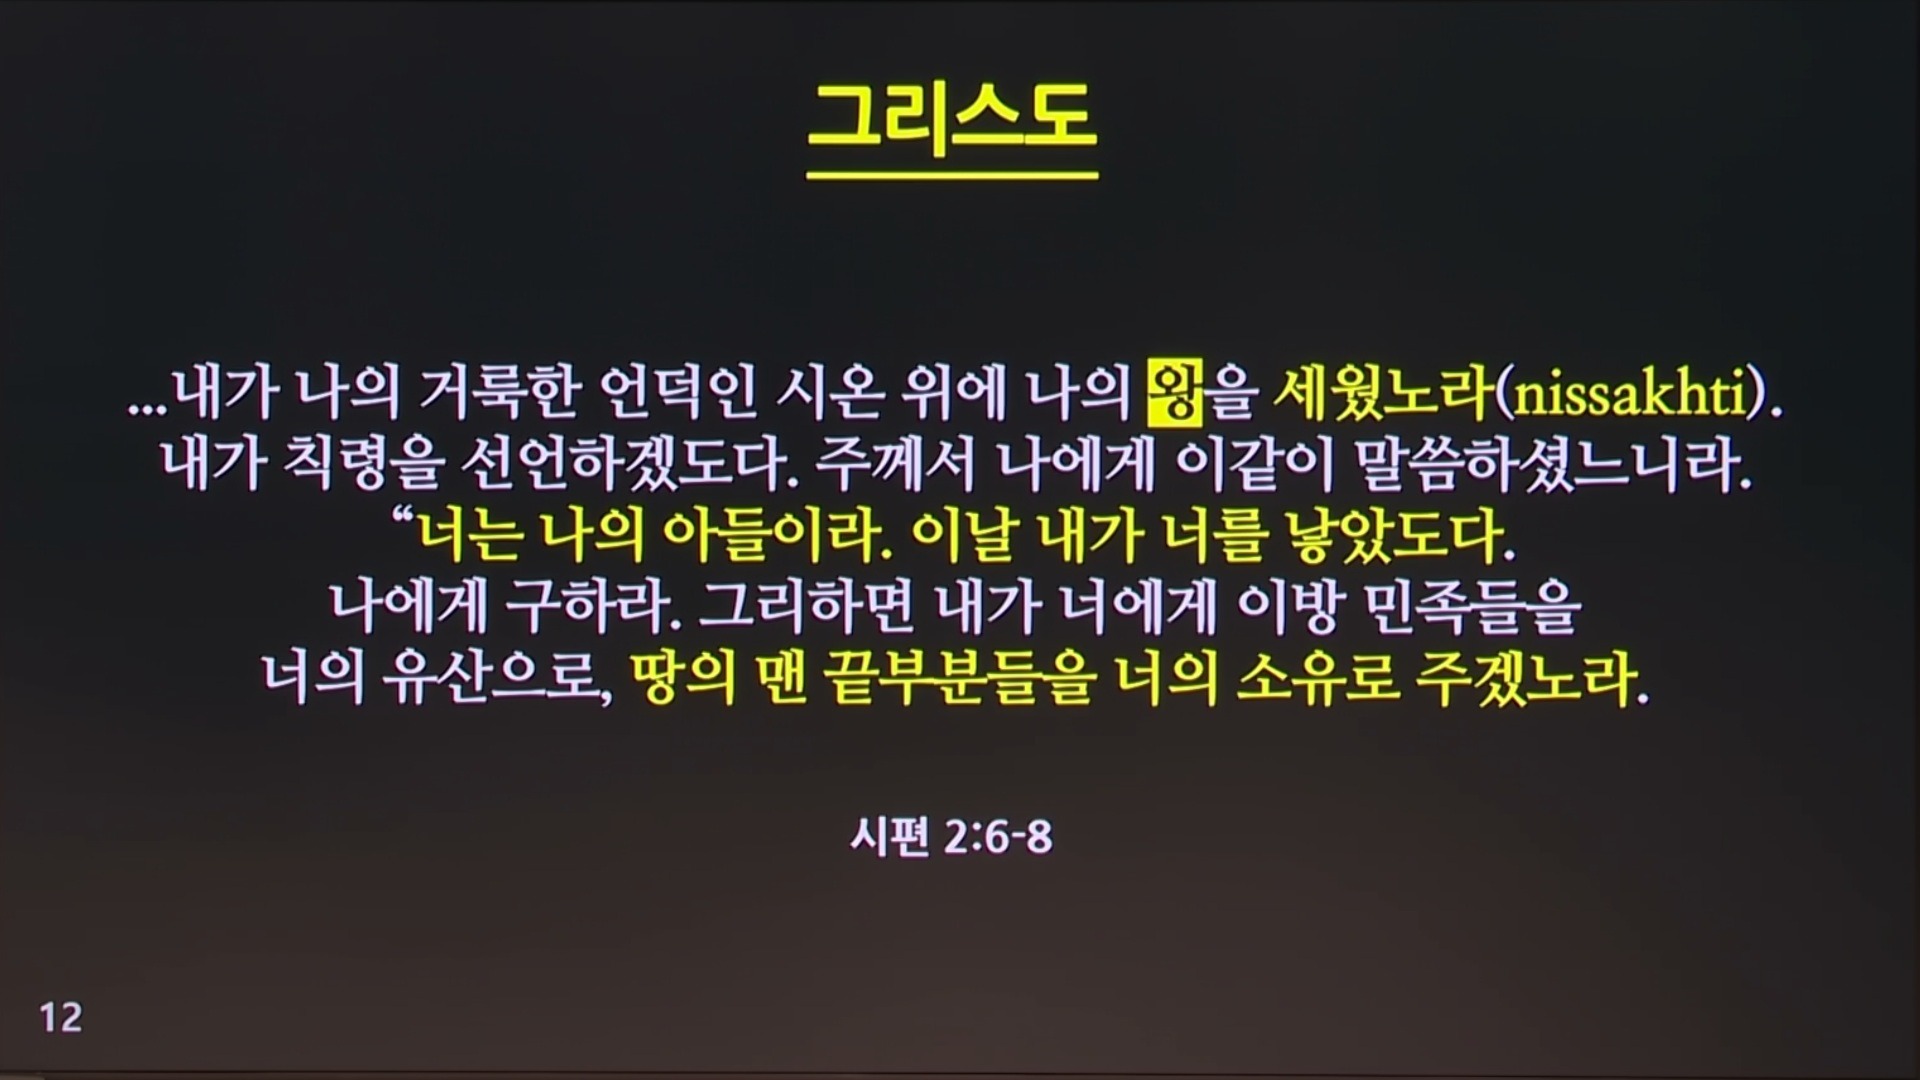 그리스도
...내가 나의 거룩한 언덕인 시온 위에 나의 왕을 세웠노라(nissakhti).
내가 칙령을 선언하겠도다. 주께서 나에게 이같이 말씀하셨느니라.
“너는 나의 아들이라. 이날 내가 너를 낳았도다.
나에게 구하라. 그리하면 내가 너에게 이방 민족들을
너의 유산으로, 땅의 맨 끝부분들을 너의 소유로 주겠노라.
시편 2:6-8
12